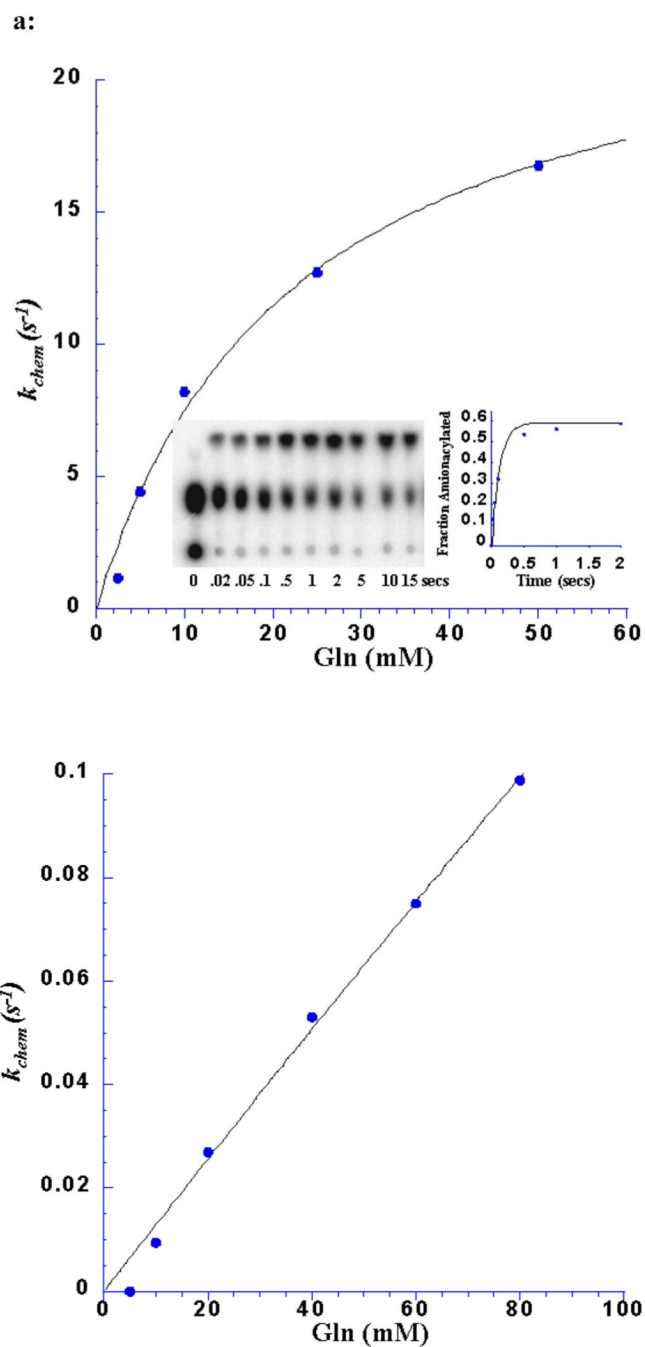 a:
20
15
10
5
0
k_chem (s⁻¹)
0 10 20 30 40 50 60
Gln (mM)
0 .02 .05 .1 .5 1 2 5 10 15 secs
Fraction Amionacylated
0.6
0.5
0.4
0.3
0.2
0.1
0
0 0.5 1 1.5 2
Time (secs)
0.1
0.08
0.06
0.04
0.02
0
k_chem (s⁻¹)
0 20 40 60 80 100
Gln (mM)